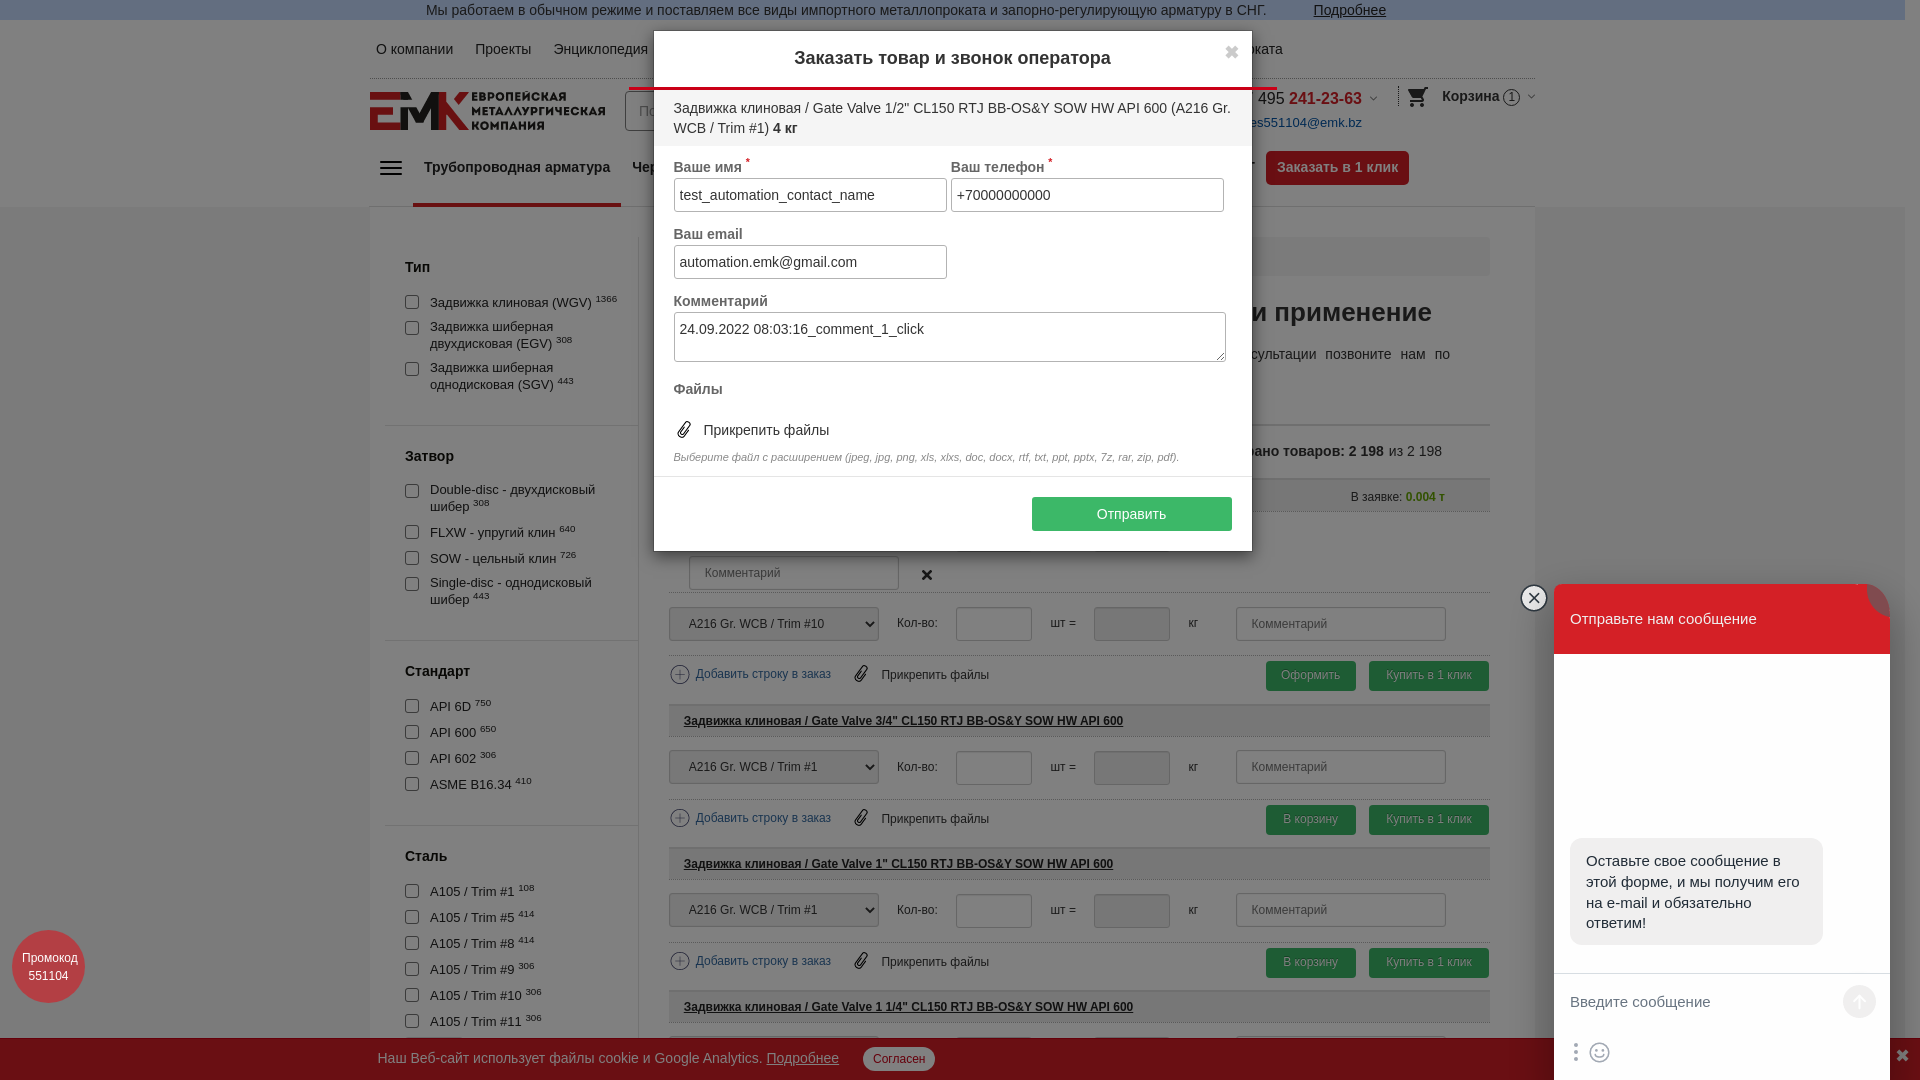 Мы работаем в обычном режиме и поставляем все виды импортного металлопроката и запорно-регулирующую арматуру в СНГ. Подробнее
О компании Проекты Энциклопедия
ЕВРОПЕЙСКАЯ
МЕТАЛЛУРГИЧЕСКАЯ
КОМПАНИЯ
ЕМК
495 241-23-63
Корзина 1
es551104@emk.bz
Трубопроводная арматура
Заказать в 1 клик
Заказать товар и звонок оператора
Задвижка клиновая / Gate Valve 1/2" CL150 RTJ BB-OS&Y SOW HW API 600 (A216 Gr.
WCB / Trim #1) 4 кг
Ваше имя *
Ваш телефон *
test_automation_contact_name
+70000000000
Ваш email
automation.emk@gmail.com
Комментарий
24.09.2022 08:03:16_comment_1_click
Файлы
Прикрепить файлы
Выберите файл с расширением (jpeg, jpg, png, xls, xlxs, doc, docx, rtf, txt, ppt, pptx, 7z, rar, zip, pdf).
Отправить
Тип
Задвижка клиновая (WGV) 1366
Задвижка шиберная
двухдисковая (EGV) 308
Задвижка шиберная
однодисковая (SGV) 443
Затвор
Double-disc - двухдисковый
шибер 308
FLXW - упругий клин 640
SOW - цельный клин 726
Single-disc - однодисковый
шибер 443
Стандарт
API 6D 750
API 600 650
API 602 306
ASME B16.34 410
Сталь
A105 / Trim #1 108
A105 / Trim #5 414
A105 / Trim #8 414
A105 / Trim #9 306
A105 / Trim #10 306
A105 / Trim #11 306
и применение
позвоните нам по
товаров: 2 198 из 2 198
В заявке: 0.004 т
Комментарий
A216 Gr. WCB / Trim #10 Кол-во: шт = кг Комментарий
Добавить строку в заказ Прикрепить файлы Оформить Купить в 1 клик
Задвижка клиновая / Gate Valve 3/4" CL150 RTJ BB-OS&Y SOW HW API 600
A216 Gr. WCB / Trim #1 Кол-во: шт = кг Комментарий
Добавить строку в заказ Прикрепить файлы В корзину Купить в 1 клик
Задвижка клиновая / Gate Valve 1" CL150 RTJ BB-OS&Y SOW HW API 600
A216 Gr. WCB / Trim #1 Кол-во: шт = кг Комментарий
Добавить строку в заказ Прикрепить файлы В корзину Купить в 1 клик
Задвижка клиновая / Gate Valve 1 1/4" CL150 RTJ BB-OS&Y SOW HW API 600
Отправьте нам сообщение
Оставьте свое сообщение в
этой форме, и мы получим его
на e-mail и обязательно
ответим!
Введите сообщение
Промокод
551104
Наш Веб-сайт использует файлы cookie и Google Analytics. Подробнее Согласен